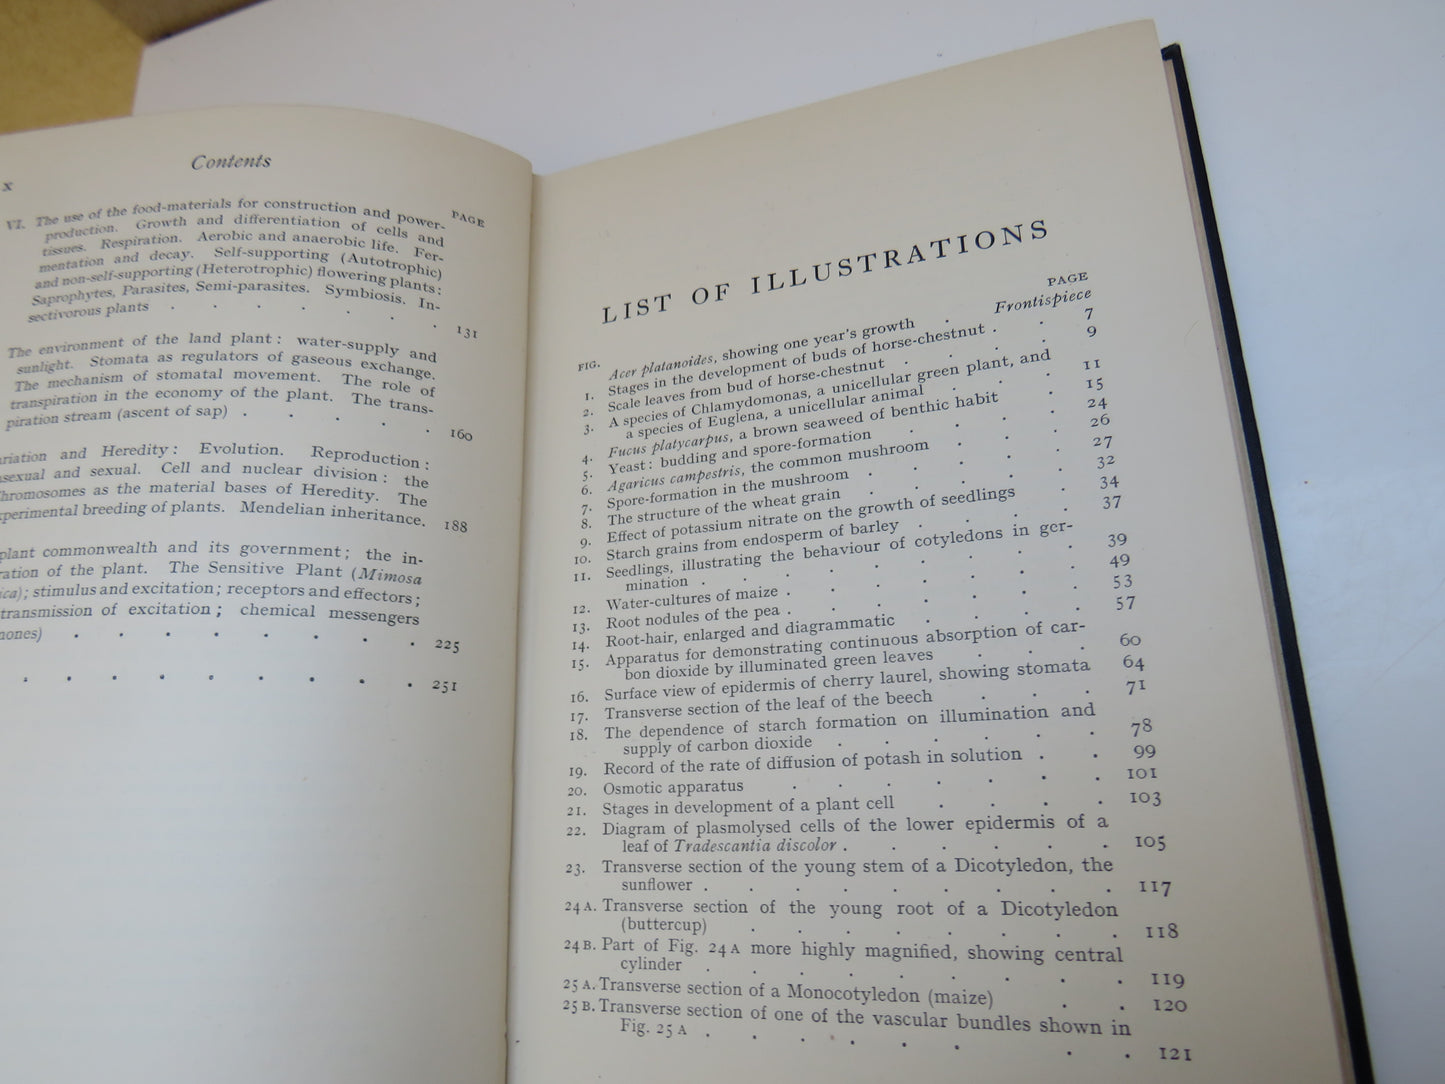 x
Contents
PAGE
VI. The use of the food-materials for construction and power-
production. Growth and differentiation of cells and
tissues. Respiration. Aerobic and anaerobic life. Fer-
mentation and decay. Self-supporting (Autotrophic)
and non-self-supporting (Heterotrophic) flowering plants:
Saprophytes, Parasites, Semi-parasites. Symbiosis. In-
sectivorous plants . . . . . . 131
The environment of the land plant: water-supply and
sunlight. Stomata as regulators of gaseous exchange.
The mechanism of stomatal movement. The role of
transpiration in the economy of the plant. The trans-
piration stream (ascent of sap) . . . . . 160
ariation and Heredity: Evolution. Reproduction:
sexual and sexual. Cell and nuclear division: the
hromosomes as the material bases of Heredity. The
xperimental breeding of plants. Mendelian inheritance. 188
plant commonwealth and its government; the in-
ration of the plant. The Sensitive Plant (Mimosa
ica); stimulus and excitation; receptors and effectors;
transmission of excitation; chemical messengers
nones) . . . . . . . . 225
. . . . . . . . . 251
LIST OF ILLUSTRATIONS
FIG. PAGE
Acer platanoides, showing one year's growth . Frontispiece
1. Stages in the development of buds of horse-chestnut . . 7
2. Scale leaves from bud of horse-chestnut . . . . 9
3. A species of Chlamydomonas, a unicellular green plant, and
a species of Euglena, a unicellular animal . . . 11
4. Fucus platycarpus, a brown seaweed of benthic habit . 15
5. Yeast: budding and spore-formation . . . . 24
6. Agaricus campestris, the common mushroom . . . 26
7. Spore-formation in the mushroom . . . . . 27
8. The structure of the wheat grain . . . . . 32
9. Effect of potassium nitrate on the growth of seedlings . 34
10. Starch grains from endosperm of barley . . . . 37
11. Seedlings, illustrating the behaviour of cotyledons in ger-
mination . . . . . . . . 39
12. Water-cultures of maize . . . . . . 49
13. Root nodules of the pea . . . . . . 53
14. Root-hair, enlarged and diagrammatic . . . . 57
15. Apparatus for demonstrating continuous absorption of car-
bon dioxide by illuminated green leaves . . . 60
16. Surface view of epidermis of cherry laurel, showing stomata 64
17. Transverse section of the leaf of the beech . . . 71
18. The dependence of starch formation on illumination and
supply of carbon dioxide . . . . . . 78
19. Record of the rate of diffusion of potash in solution . . 99
20. Osmotic apparatus . . . . . . . 101
21. Stages in development of a plant cell . . . . 103
22. Diagram of plasmolysed cells of the lower epidermis of a
leaf of Tradescantia discolor . . . . . . 105
23. Transverse section of the young stem of a Dicotyledon, the
sunflower . . . . . . . . 117
24 A. Transverse section of the young root of a Dicotyledon
(buttercup) . . . . . . . 118
24 B. Part of Fig. 24 A more highly magnified, showing central
cylinder . . . . . . . . 119
25 A. Transverse section of a Monocotyledon (maize) . . 120
25 B. Transverse section of one of the vascular bundles shown in
Fig. 25 A . . . . . . . . 121